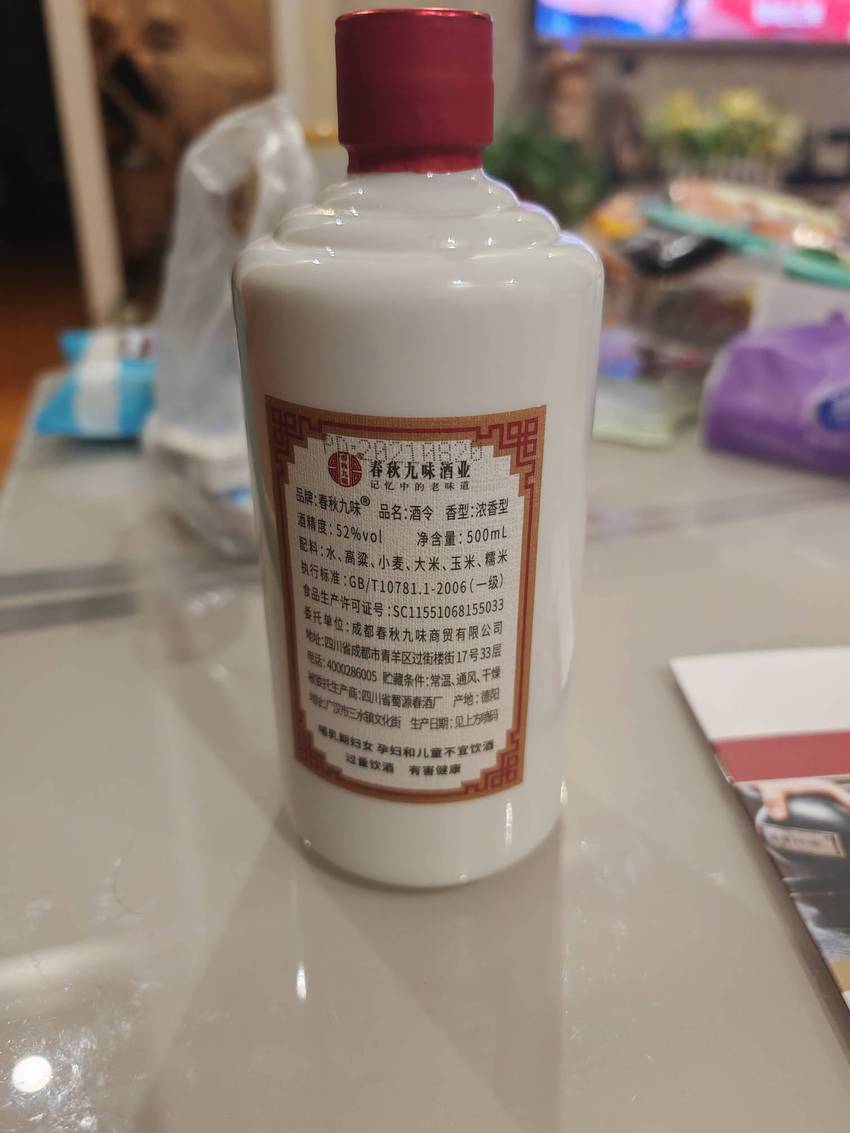 PD:20210820
春秋九味酒业
记忆中的老味道
品牌:春秋九味® 品名:酒令 香型:浓香型
酒精度:52%vol 净含量:500mL
配料:水、高粱、小麦、大米、玉米、糯米
执行标准:GB/T10781.1-2006(一级)
食品生产许可证号:SC11551068155033
委托单位:成都春秋九味商贸有限公司
地址:四川省成都市青羊区过街楼街17号33层
电话:4000286005 贮藏条件:常温、通风、干燥
被委托生产商:四川省蜀源春酒厂 产地:德阳
地址:广汉市三水镇文化街 生产日期:见上方喷码
哺乳期妇女 孕妇和儿童不宜饮酒
过量饮酒 有害健康